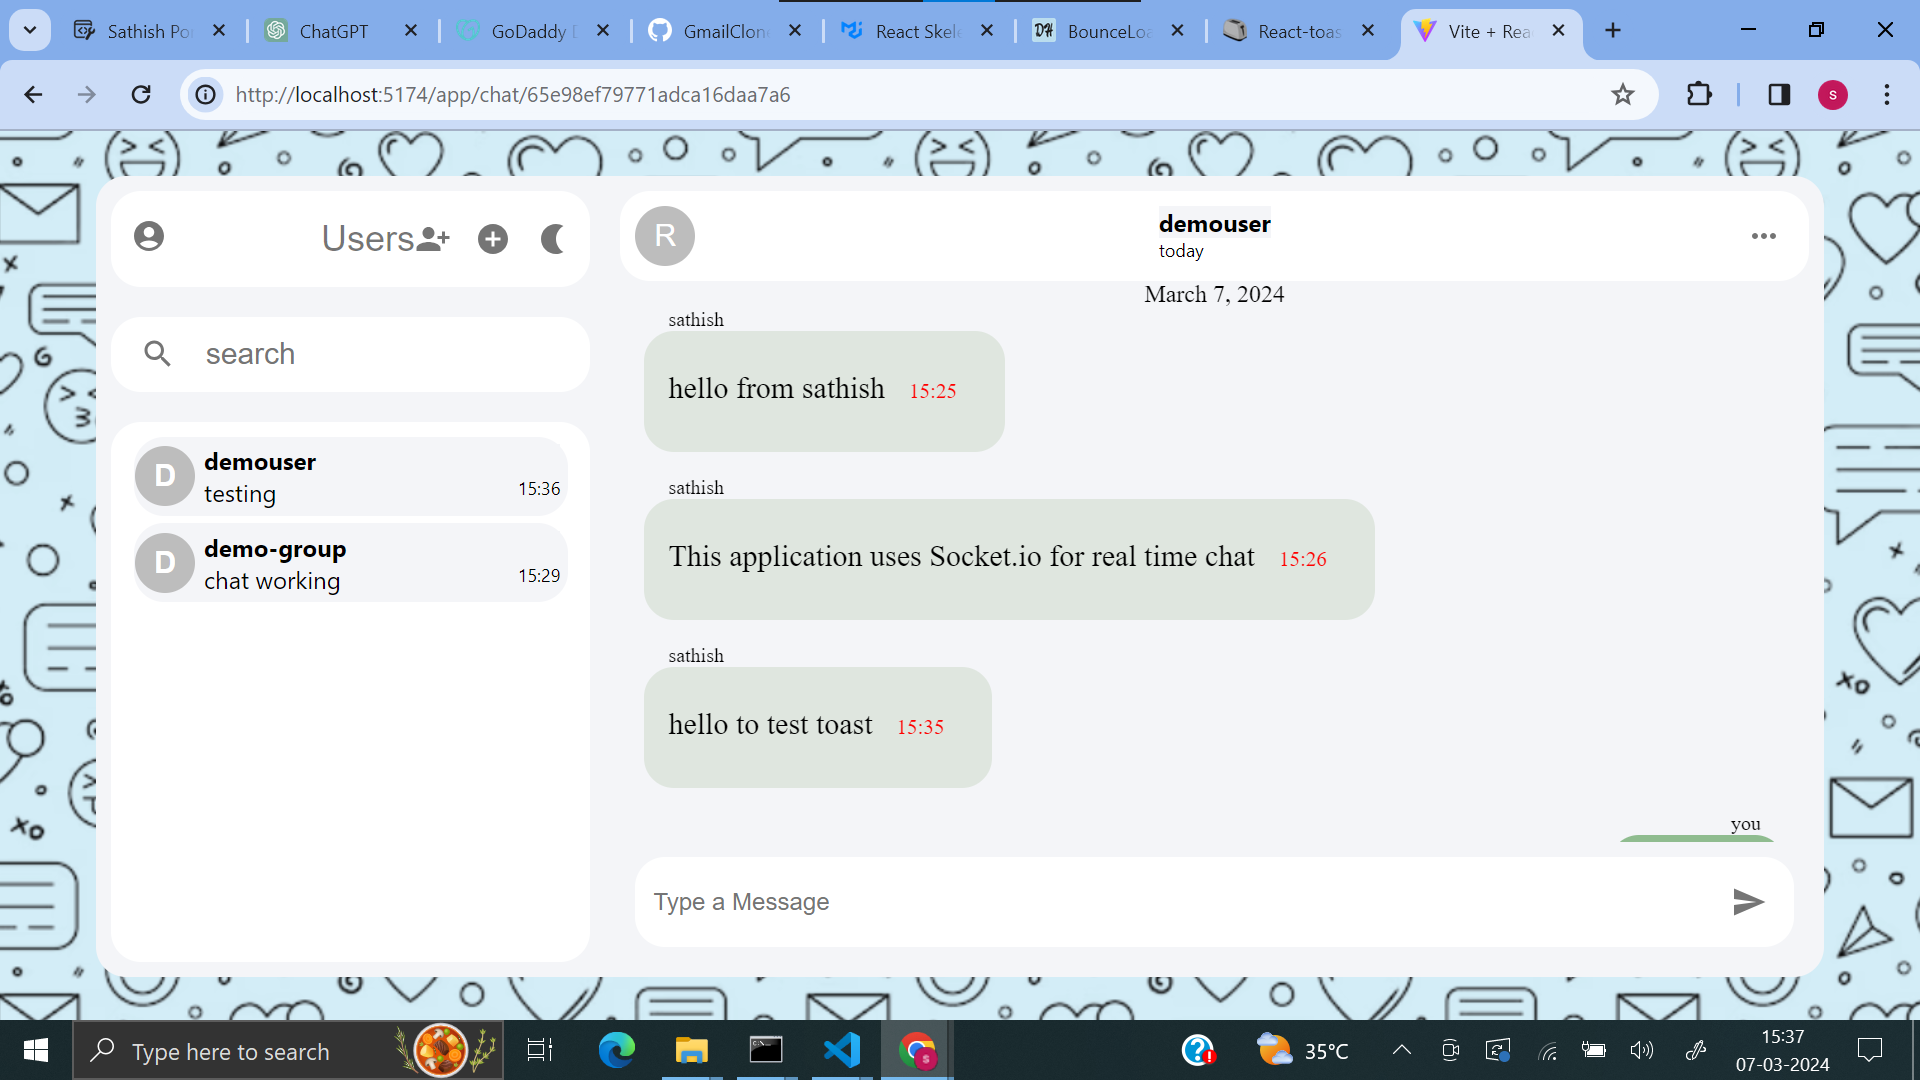 Sathish Po
ChatGPT
GoDaddy D
GmailClon
React Skel
BounceLoa
React-toas
Vite + Rea
http://localhost:5174/app/chat/65e98ef79771adca16daa7a6
s
Users
R
demouser
today
March 7, 2024
search
D
demouser
testing
15:36
D
demo-group
chat working
15:29
sathish
hello from sathish 15:25
sathish
This application uses Socket.io for real time chat 15:26
sathish
hello to test toast 15:35
you
Type a Message
Type here to search
35°C
15:37
07-03-2024